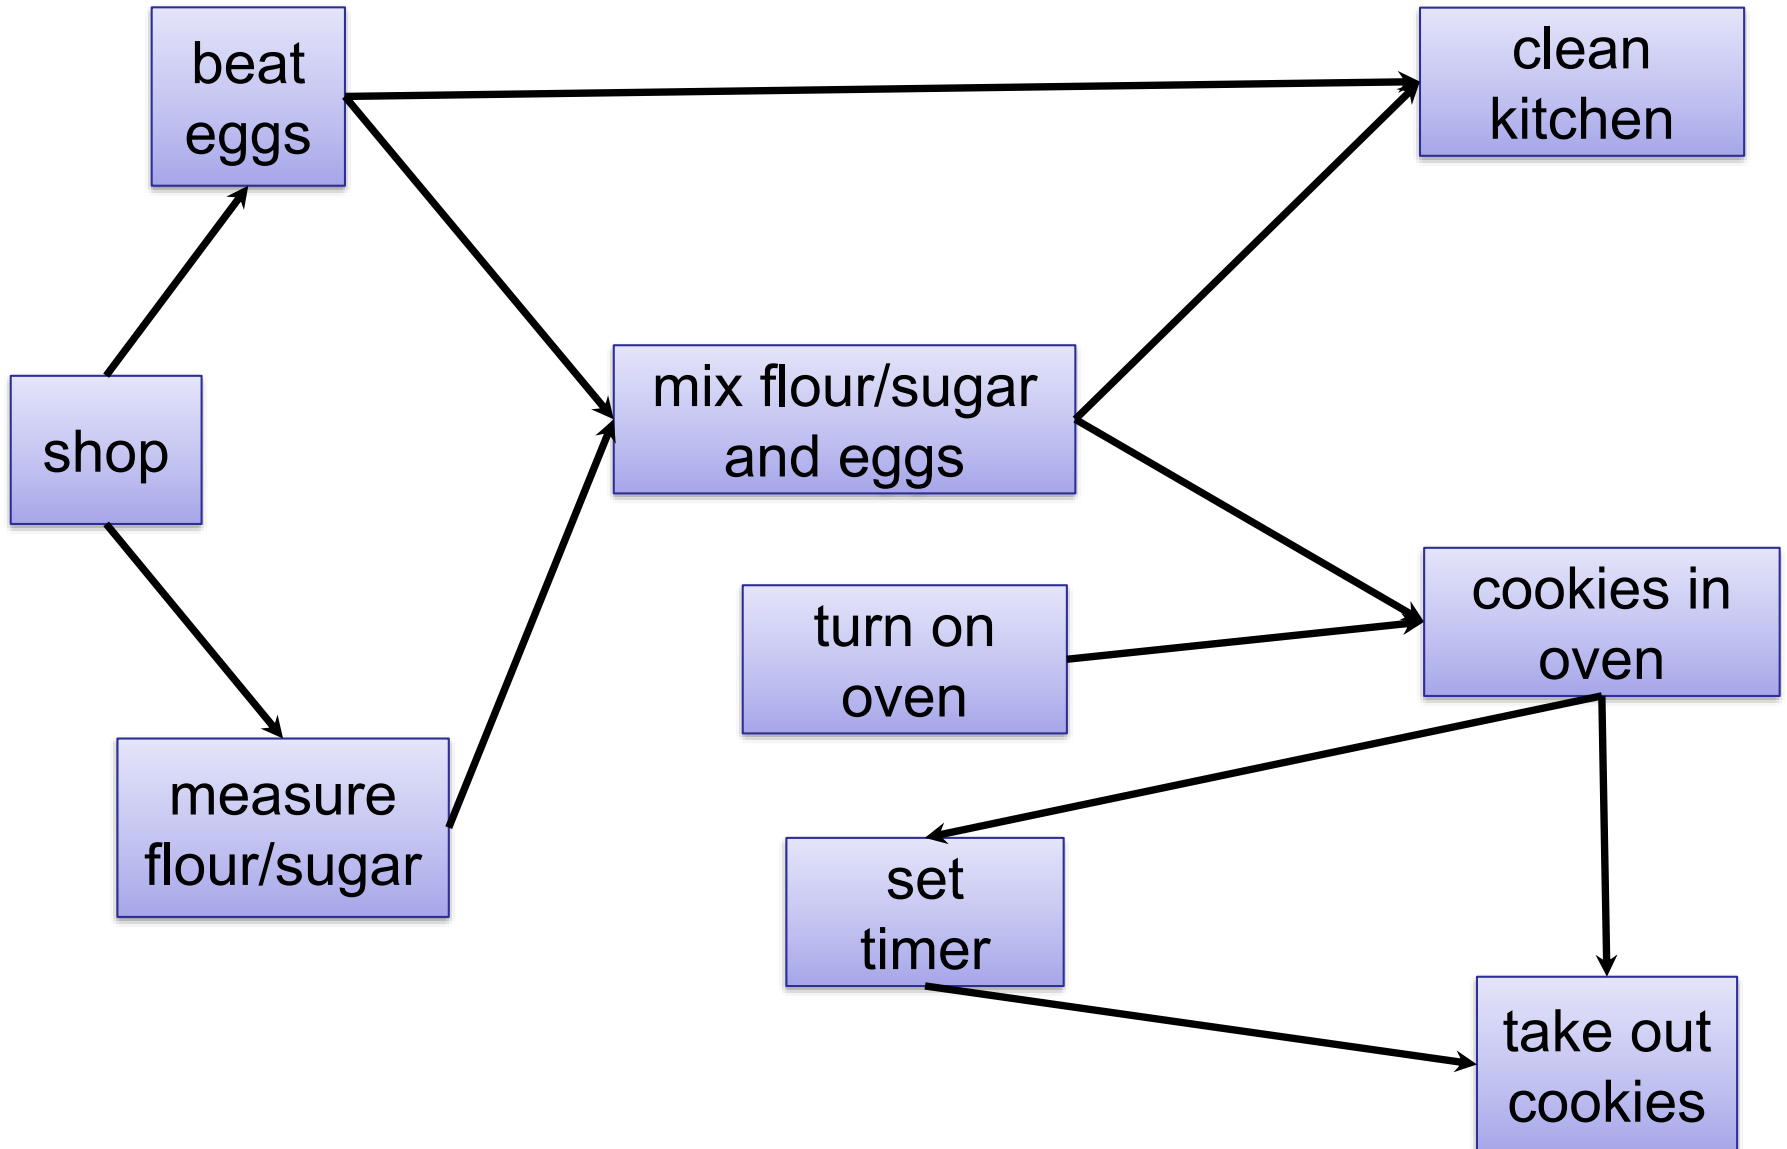 beat
eggs
clean
kitchen
mix flour/sugar
and eggs
shop
cookies in
oven
turn on
oven
measure
flour/sugar
set
timer
take out
cookies